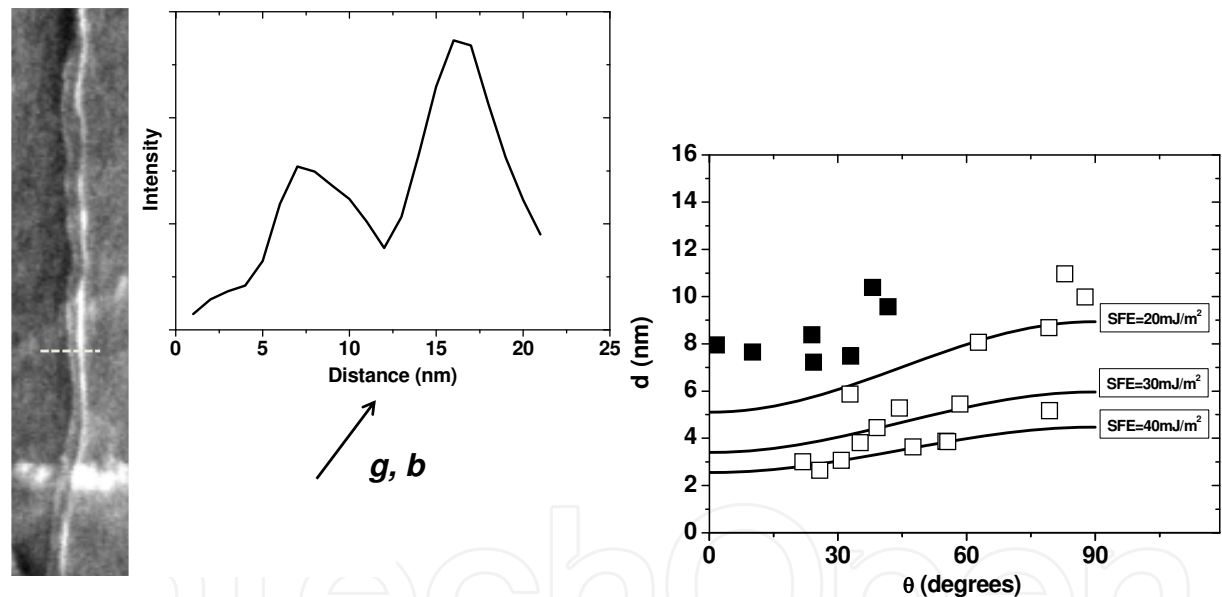 Intensity
0 5 10 15 20 25
Distance (nm)
g, b
16
14
12
10
8
6
4
2
0
d (nm)
SFE=20mJ/m²
SFE=30mJ/m²
SFE=40mJ/m²
0 30 60 90
θ (degrees)